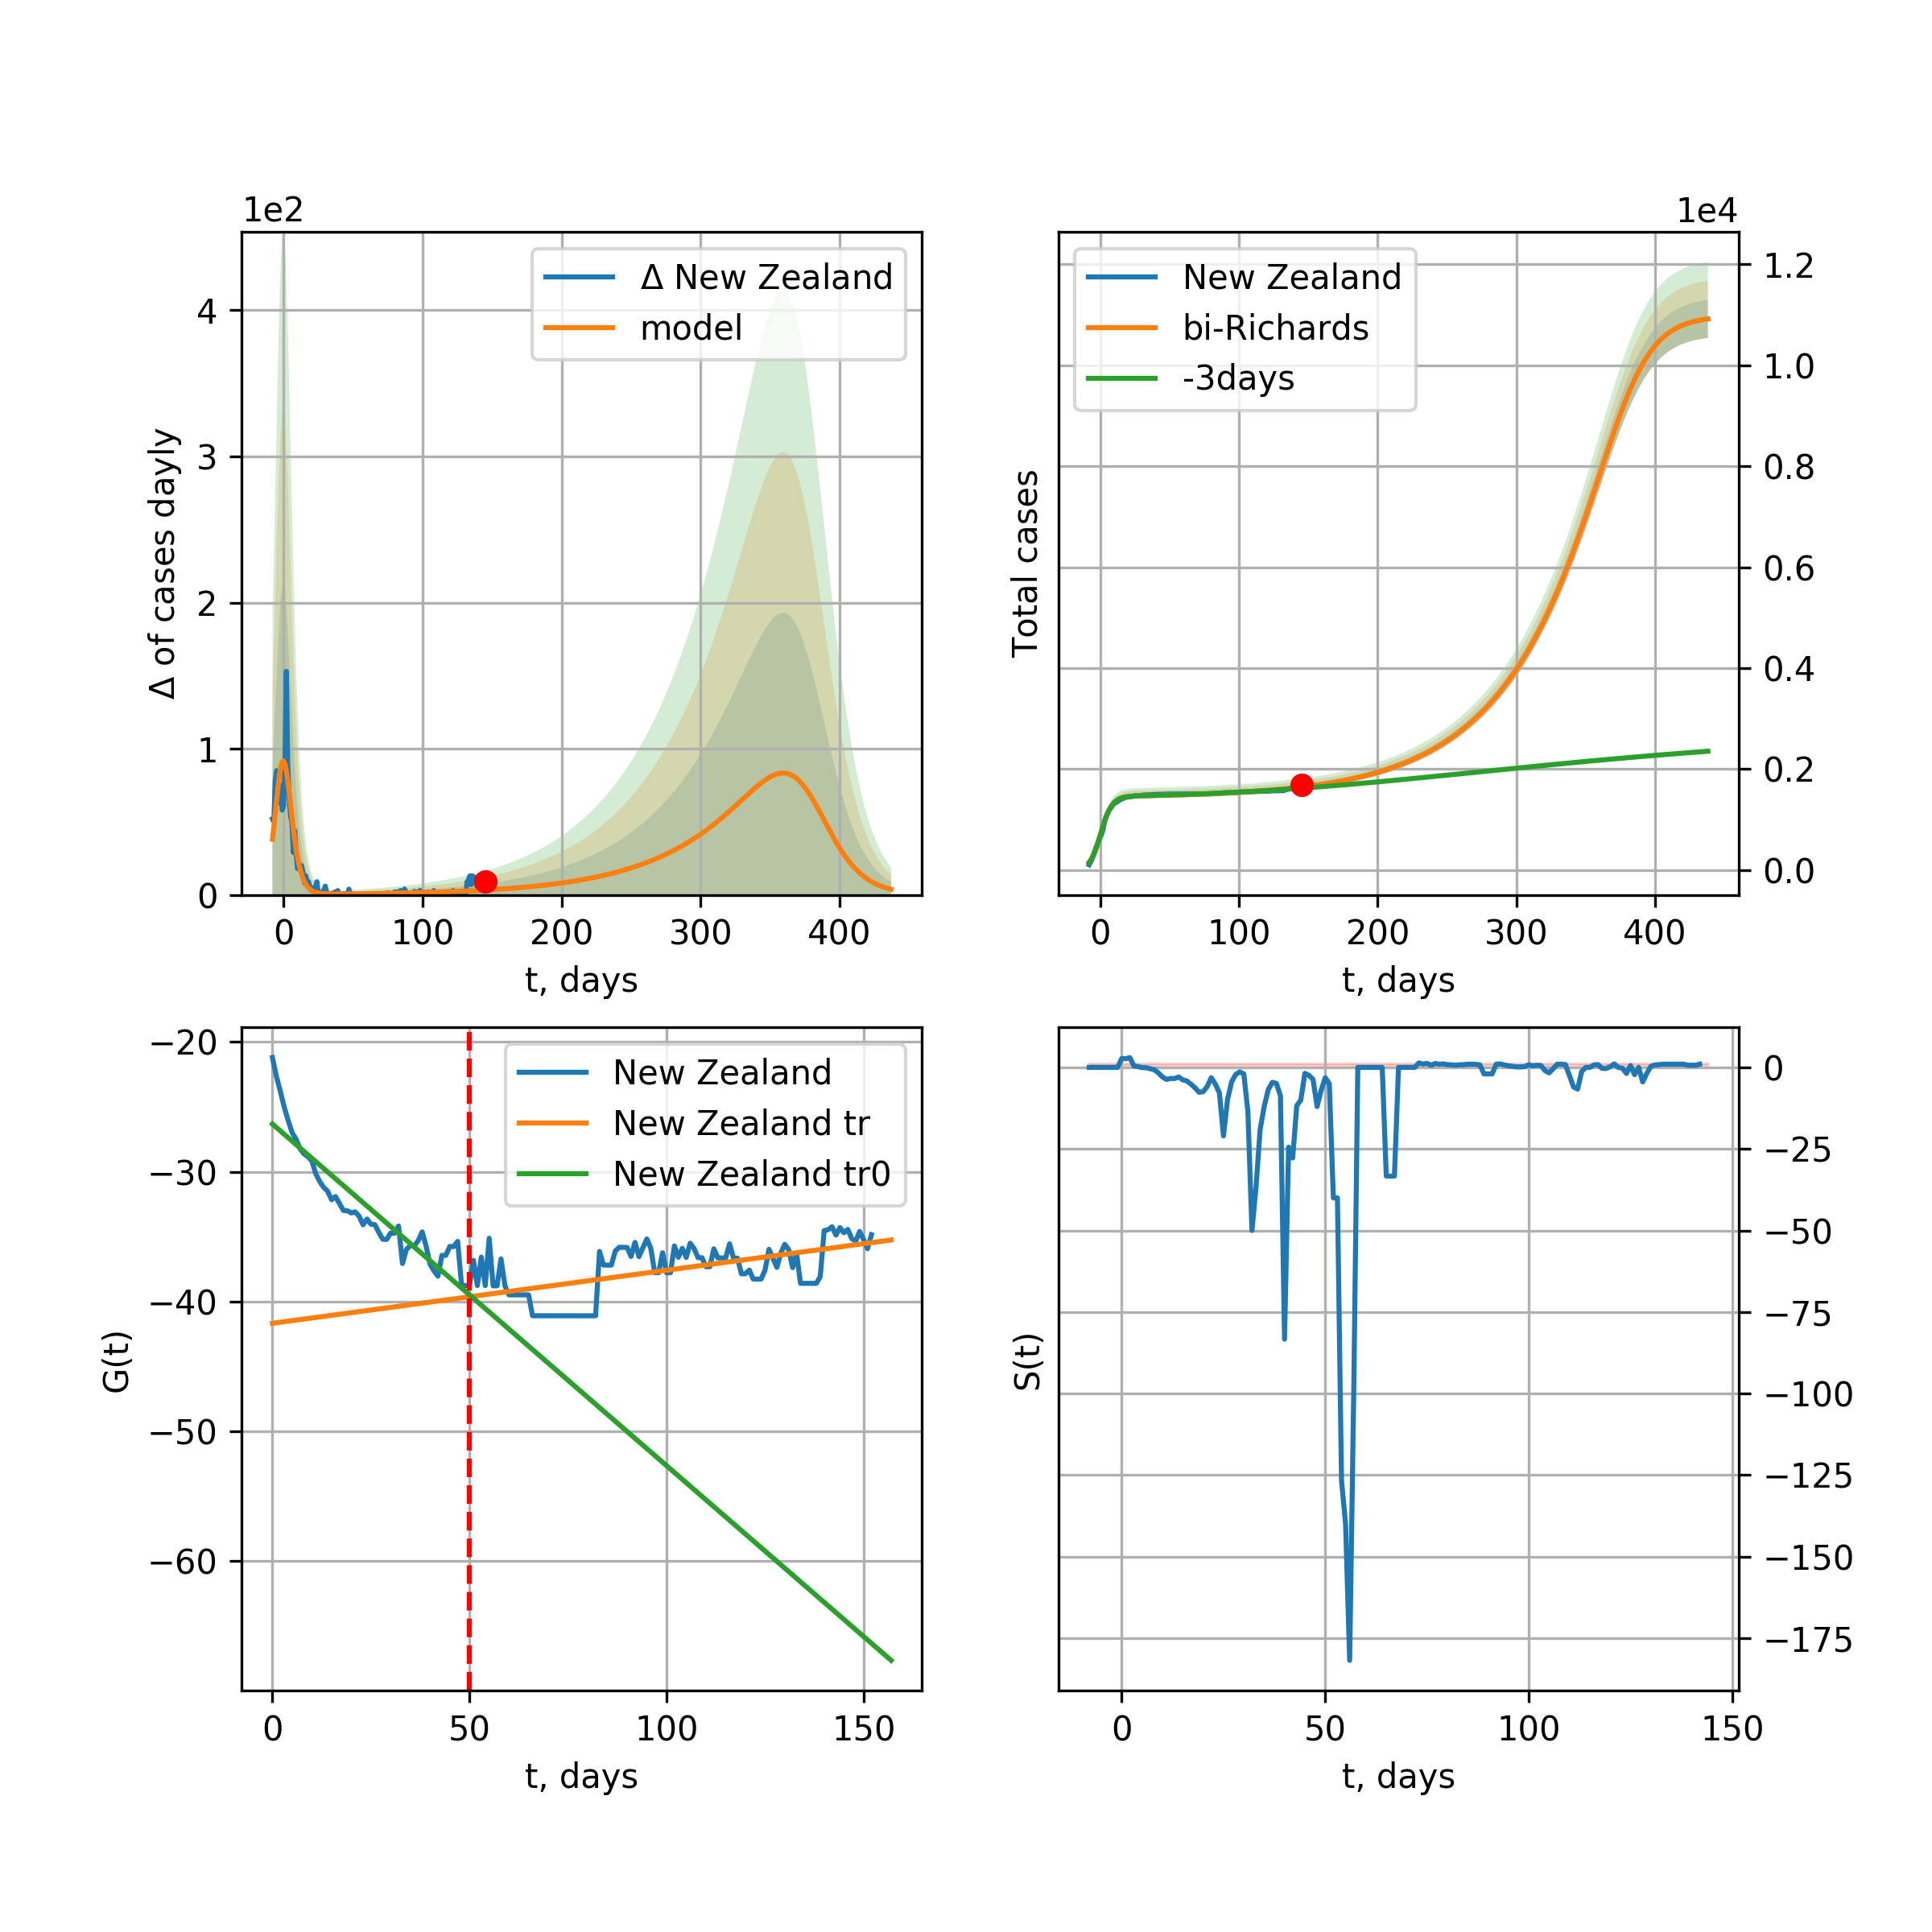 1e2
Δ New Zealand
model
Δ of cases dayly
4
3
2
1
0
0 100 200 300 400
t, days
1e4
New Zealand
bi-Richards
-3days
Total cases
1.2
1.0
0.8
0.6
0.4
0.2
0.0
0 100 200 300 400
t, days
New Zealand
New Zealand tr
New Zealand tr0
G(t)
−20
−30
−40
−50
−60
0 50 100 150
t, days
S(t)
0
−25
−50
−75
−100
−125
−150
−175
0 50 100 150
t, days